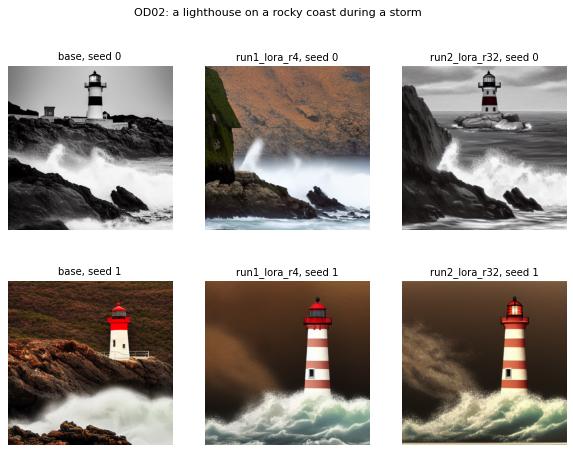 OD02: a lighthouse on a rocky coast during a storm
base, seed 0
run1_lora_r4, seed 0
run2_lora_r32, seed 0
base, seed 1
run1_lora_r4, seed 1
run2_lora_r32, seed 1